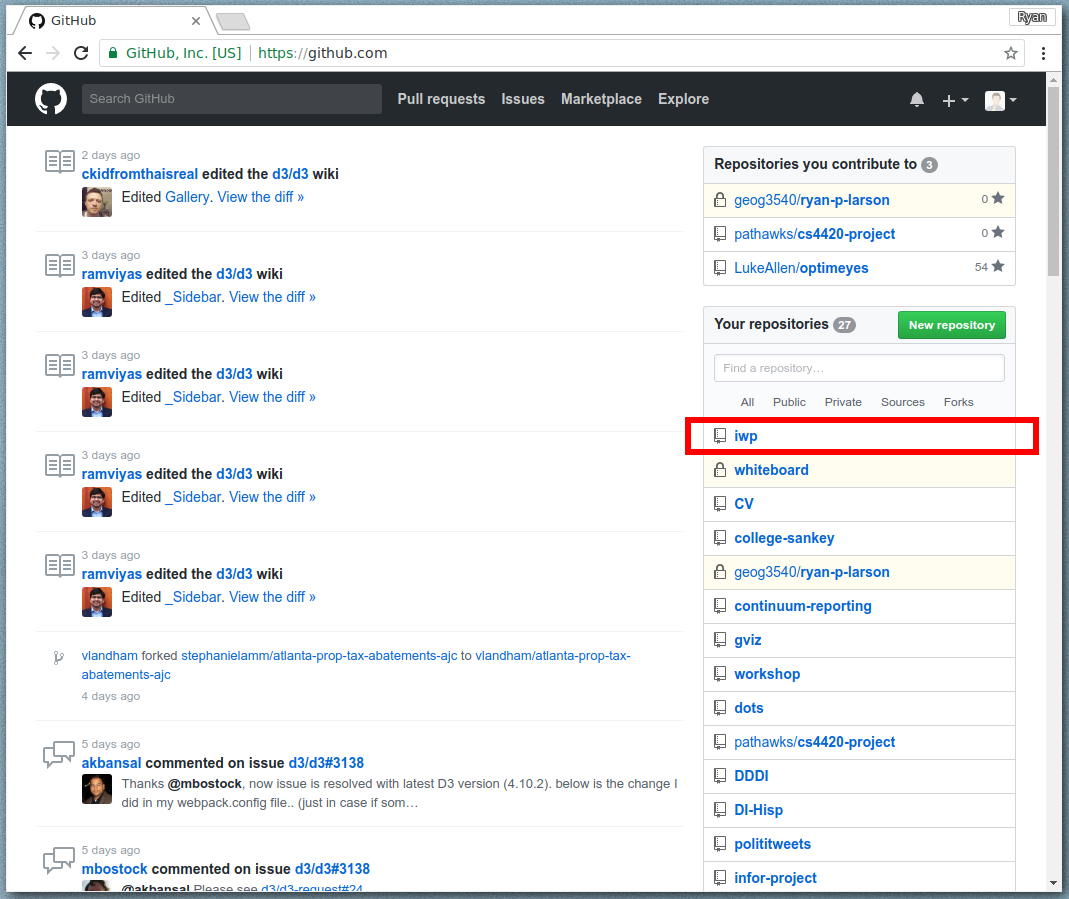 GitHub
Ryan
GitHub, Inc. [US] https://github.com
Search GitHub
Pull requests Issues Marketplace Explore
2 days ago
ckidfromthaisreal edited the d3/d3 wiki
Edited Gallery. View the diff »
3 days ago
ramviyas edited the d3/d3 wiki
Edited _Sidebar. View the diff »
3 days ago
ramviyas edited the d3/d3 wiki
Edited _Sidebar. View the diff »
3 days ago
ramviyas edited the d3/d3 wiki
Edited _Sidebar. View the diff »
3 days ago
ramviyas edited the d3/d3 wiki
Edited _Sidebar. View the diff »
vlandham forked stephanielamm/atlanta-prop-tax-abatements-ajc to vlandham/atlanta-prop-tax-
abatements-ajc
4 days ago
5 days ago
akbansal commented on issue d3/d3#3138
Thanks @mbostock, now issue is resolved with latest D3 version (4.10.2). below is the change I
did in my webpack.config file.. (just in case if som…
5 days ago
mbostock commented on issue d3/d3#3138
@akbansal Please see d3/d3-request#24
Repositories you contribute to 3
geog3540/ryan-p-larson 0
pathawks/cs4420-project 0
LukeAllen/optimeyes 54
Your repositories 27 New repository
Find a repository…
All Public Private Sources Forks
iwp
whiteboard
CV
college-sankey
geog3540/ryan-p-larson
continuum-reporting
gviz
workshop
dots
pathawks/cs4420-project
DDDI
DI-Hisp
polititweets
infor-project